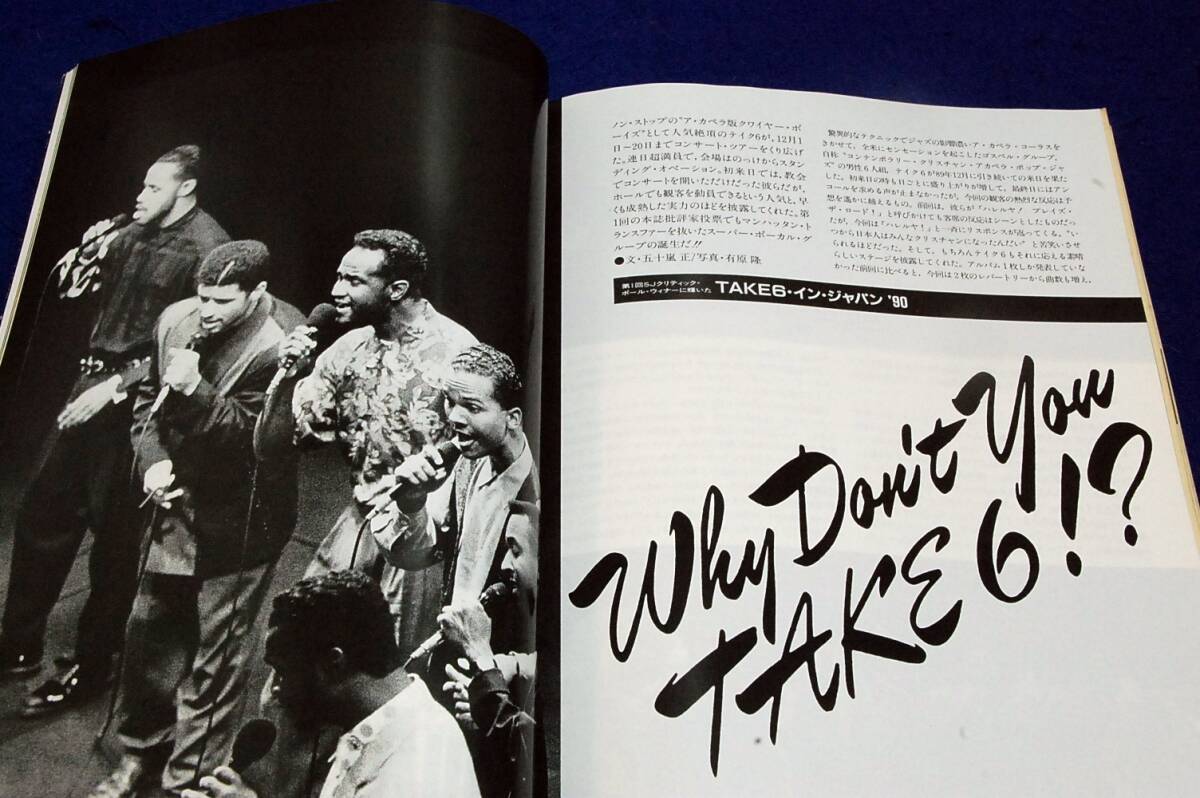 ノン・ストップの"ア・カペラ版クワイヤー・ボ
イズ"として人気絶頂のテイク6が、12月1
日〜20日までコンサート・ツアーをくり広げ
た。連日超満員で、会場はのっけからスタン
ディング・オベーション。初来日では、教会
でコンサートを開いただけだった彼らだが、
ホールでも観客を動員できるという人気と、早
くも成熟した実力のほどを披露してくれた。第
1回の本誌批評家投票でもマンハッタン・ト
ランスファーを抜いたスーパー・ボーカル・グ
ループの誕生だ!!
●文・五十嵐 正/写真・有原 隆
驚異的なテクニックでジャズの影響濃いア・カペラ・コーラスを
きかせて、全米にセンセーションを起こしたゴスペル・グループ、
自称"コンテンポラリー・クリスチャン・アカペラ・ポップ・ジャ
ズ"の男性6人組、テイク6が89年12月に引き続いての来日を果た
した。初来日の時も日ごとに盛り上がりが増して、最終日にはアン
コールを求める声が止まなかったが、今回の観客の熱烈な反応は予
想を遥かに越えるもの。前回は、彼らが「ハレルヤ! プレイズ・
ザ・ロード!」と呼びかけても客席の反応はシーンとしたものだっ
たが、今回は「ハレルヤ!」と一斉にリスポンスが返ってくる。"い
つから日本人はみんなクリスチャンになったんだい"と苦笑いさせ
られるほどだった。そして、もちろんテイク6もそれに応える素晴
らしいステージを披露してくれた。アルバム1枚しか発表していな
かった前回に比べると、今回は2枚のレパートリーから曲数も増え、
第1回SJクリティック・
ポール・ウィナーに輝いた
TAKE6・イン・ジャパン '90
Why Don't You
TAKE 6!?